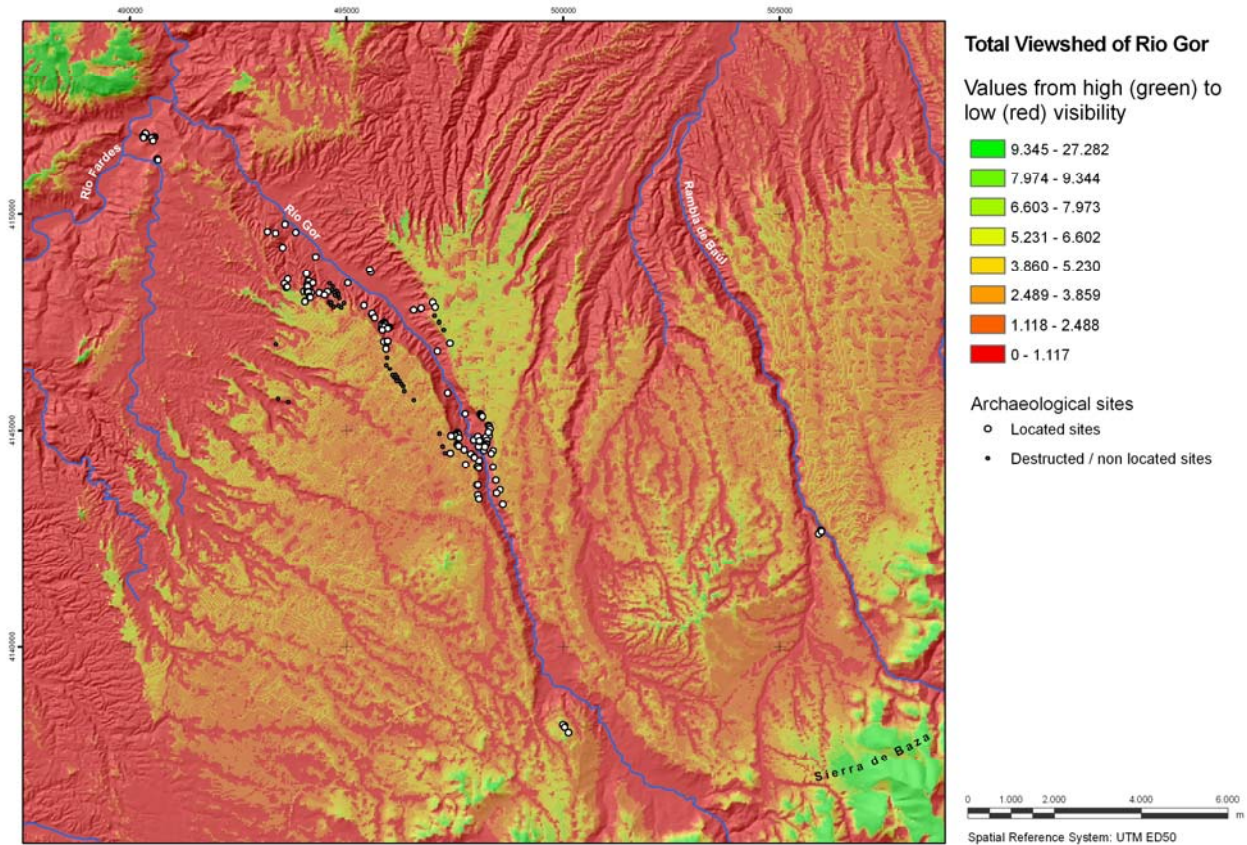 490000 495000 500000 505000
4150000
4145000
4140000
Rio Fardes
Rio Gor
Rambla de Baúl
Sierra de Baza
Total Viewshed of Rio Gor
Values from high (green) to
low (red) visibility
9.345 - 27.282
7.974 - 9.344
6.603 - 7.973
5.231 - 6.602
3.860 - 5.230
2.489 - 3.859
1.118 - 2.488
0 - 1.117
Archaeological sites
Located sites
Destructed / non located sites
0 1.000 2.000 4.000 6.000
m
Spatial Reference System: UTM ED50